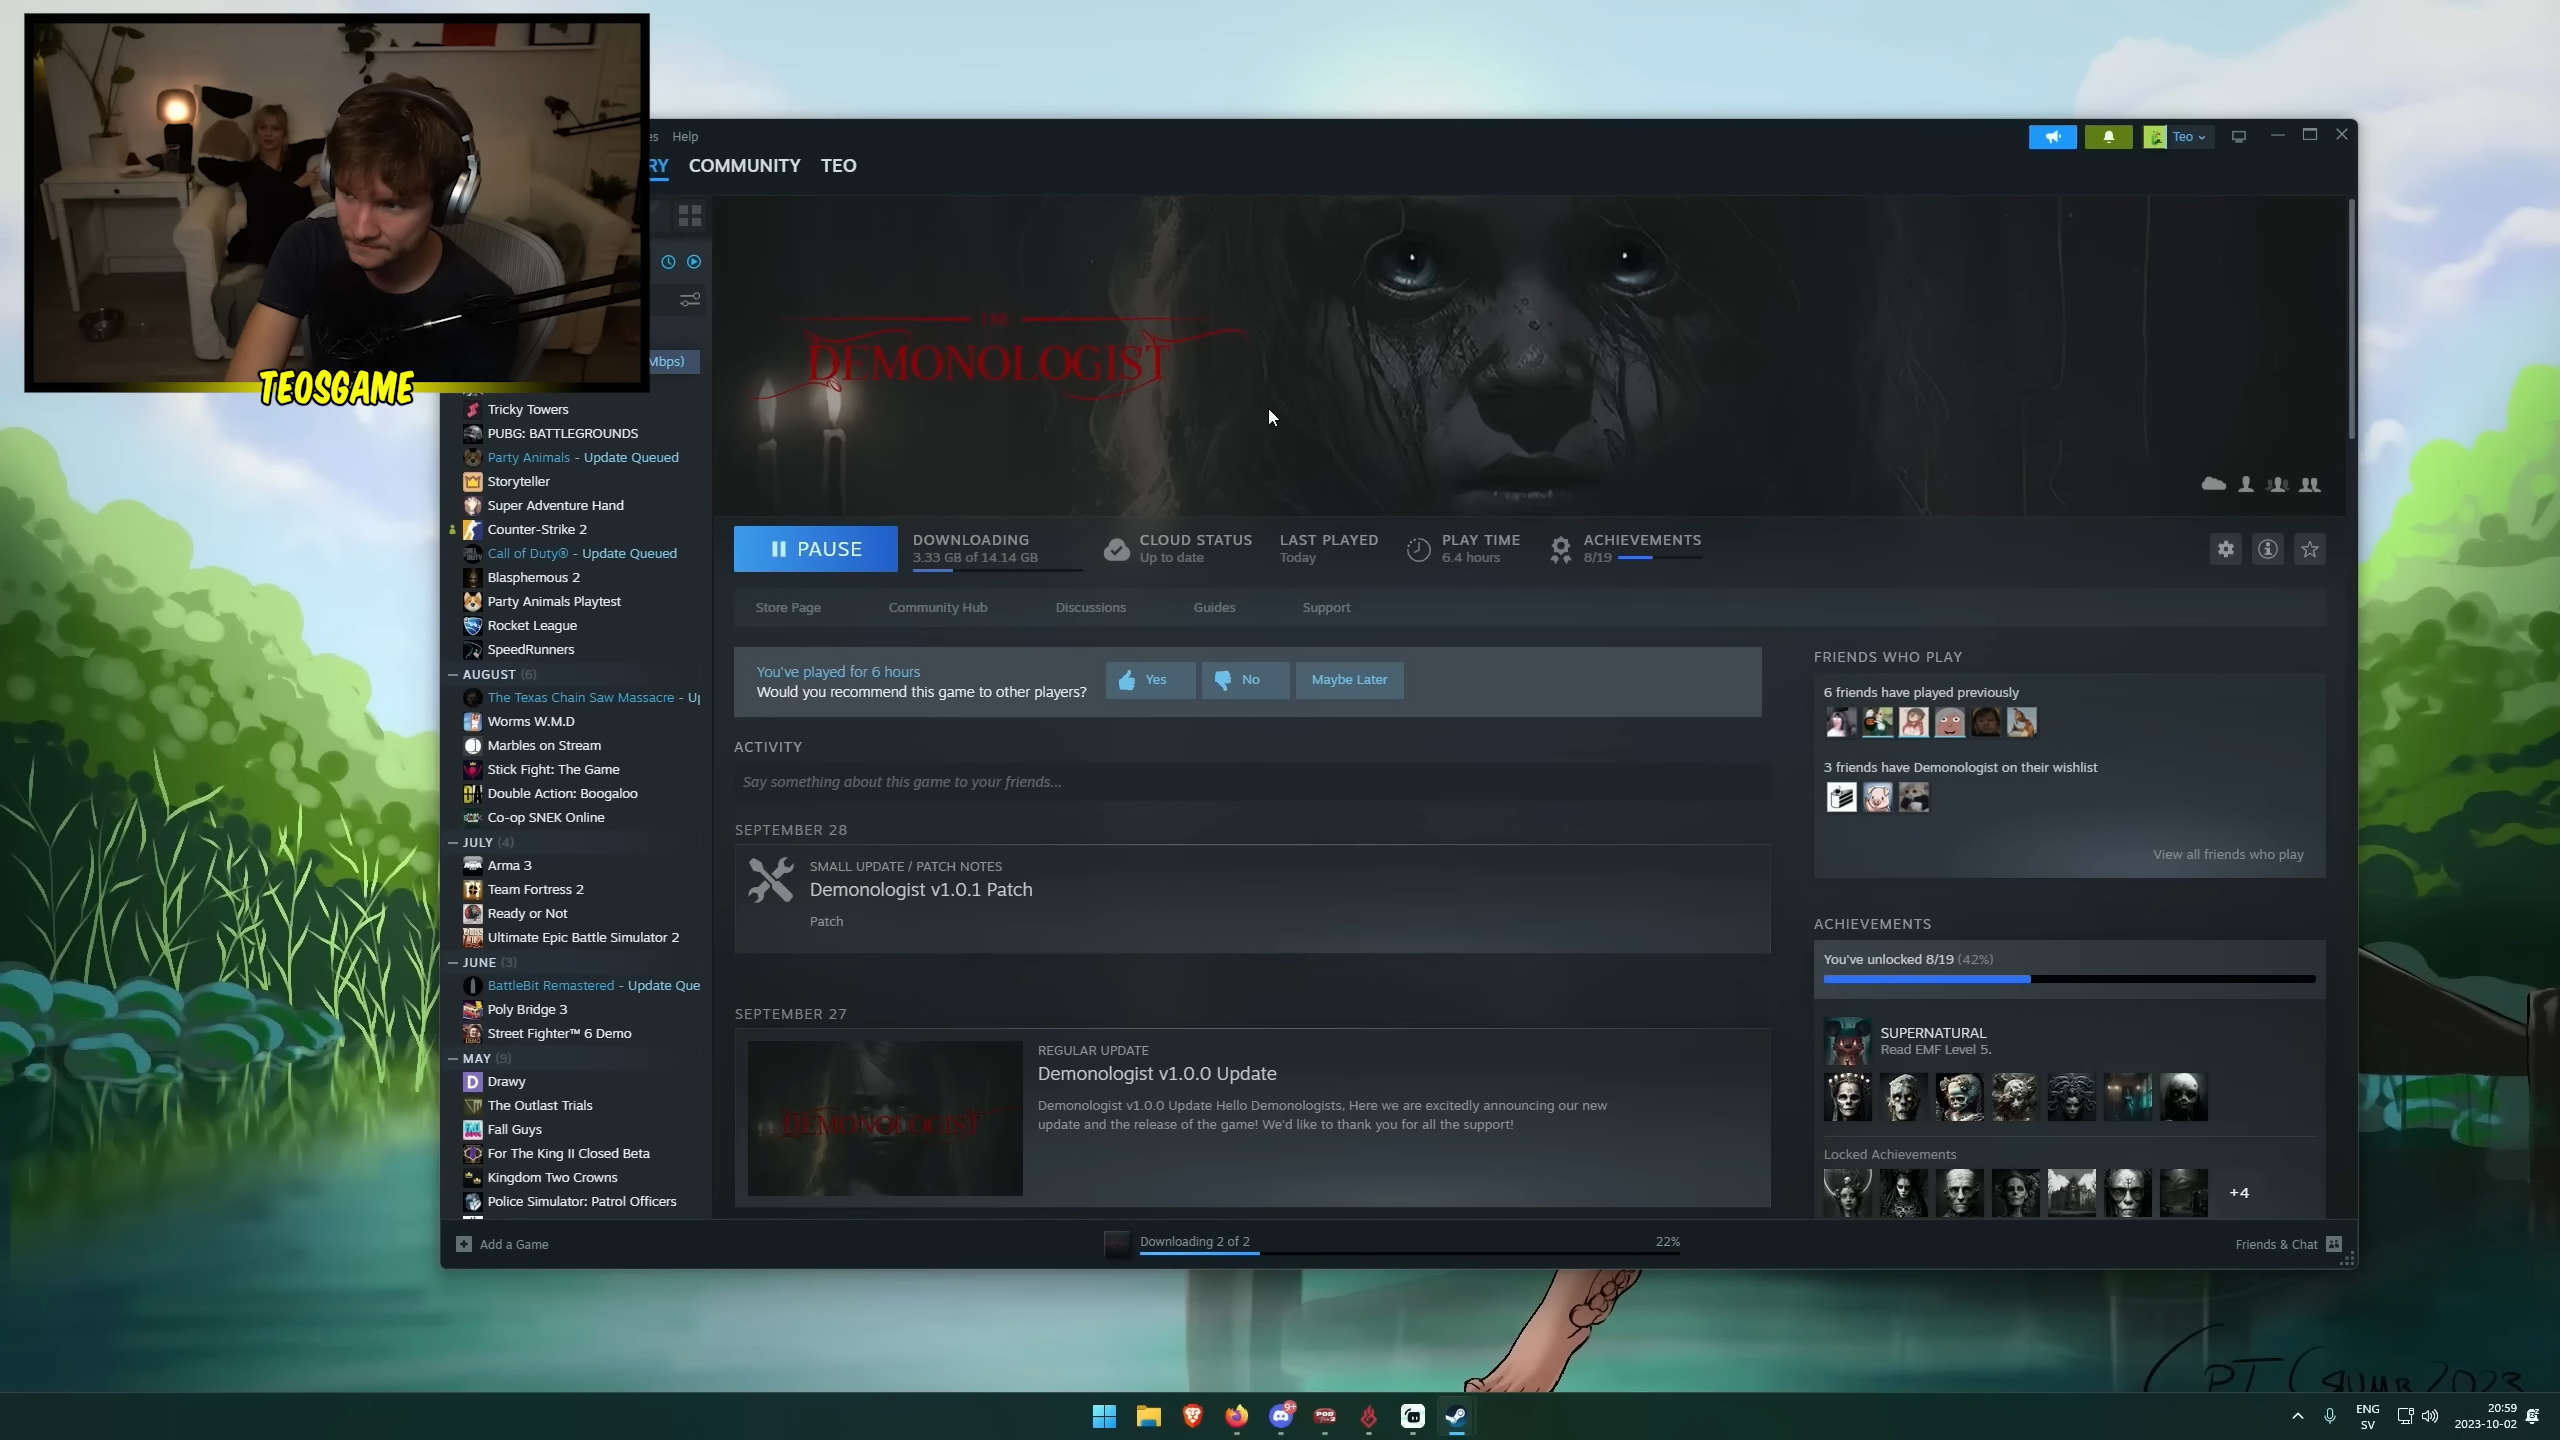 es Help
RY COMMUNITY TEO
Teo
Mbps)
TEOSGAME
THE
DEMONOLOGIST
Tricky Towers
PUBG: BATTLEGROUNDS
Party Animals - Update Queued
Storyteller
Super Adventure Hand
Counter-Strike 2
Call of Duty® - Update Queued
Blasphemous 2
Party Animals Playtest
Rocket League
SpeedRunners
AUGUST (6)
The Texas Chain Saw Massacre - Up
Worms W.M.D
Marbles on Stream
Stick Fight: The Game
Double Action: Boogaloo
Co-op SNEK Online
JULY (4)
Arma 3
Team Fortress 2
Ready or Not
Ultimate Epic Battle Simulator 2
JUNE (3)
BattleBit Remastered - Update Que
Poly Bridge 3
Street Fighter™ 6 Demo
MAY (9)
Drawy
The Outlast Trials
Fall Guys
For The King II Closed Beta
Kingdom Two Crowns
Police Simulator: Patrol Officers
PAUSE
DOWNLOADING
3.33 GB of 14.14 GB
CLOUD STATUS
Up to date
LAST PLAYED
Today
PLAY TIME
6.4 hours
ACHIEVEMENTS
8/19
Store Page Community Hub Discussions Guides Support
You've played for 6 hours
Would you recommend this game to other players?
Yes No Maybe Later
ACTIVITY
Say something about this game to your friends...
SEPTEMBER 28
SMALL UPDATE / PATCH NOTES
Demonologist v1.0.1 Patch
Patch
SEPTEMBER 27
DEMONOLOGIST
REGULAR UPDATE
Demonologist v1.0.0 Update
Demonologist v1.0.0 Update Hello Demonologists, Here we are excitedly announcing our new
update and the release of the game! We'd like to thank you for all the support!
FRIENDS WHO PLAY
6 friends have played previously
3 friends have Demonologist on their wishlist
View all friends who play
ACHIEVEMENTS
You've unlocked 8/19 (42%)
SUPERNATURAL
Read EMF Level 5.
Locked Achievements
+4
Add a Game
Downloading 2 of 2
22%
Friends & Chat
CPT CRUMB 2023
9+
ENG
SV
20:59
2023-10-02